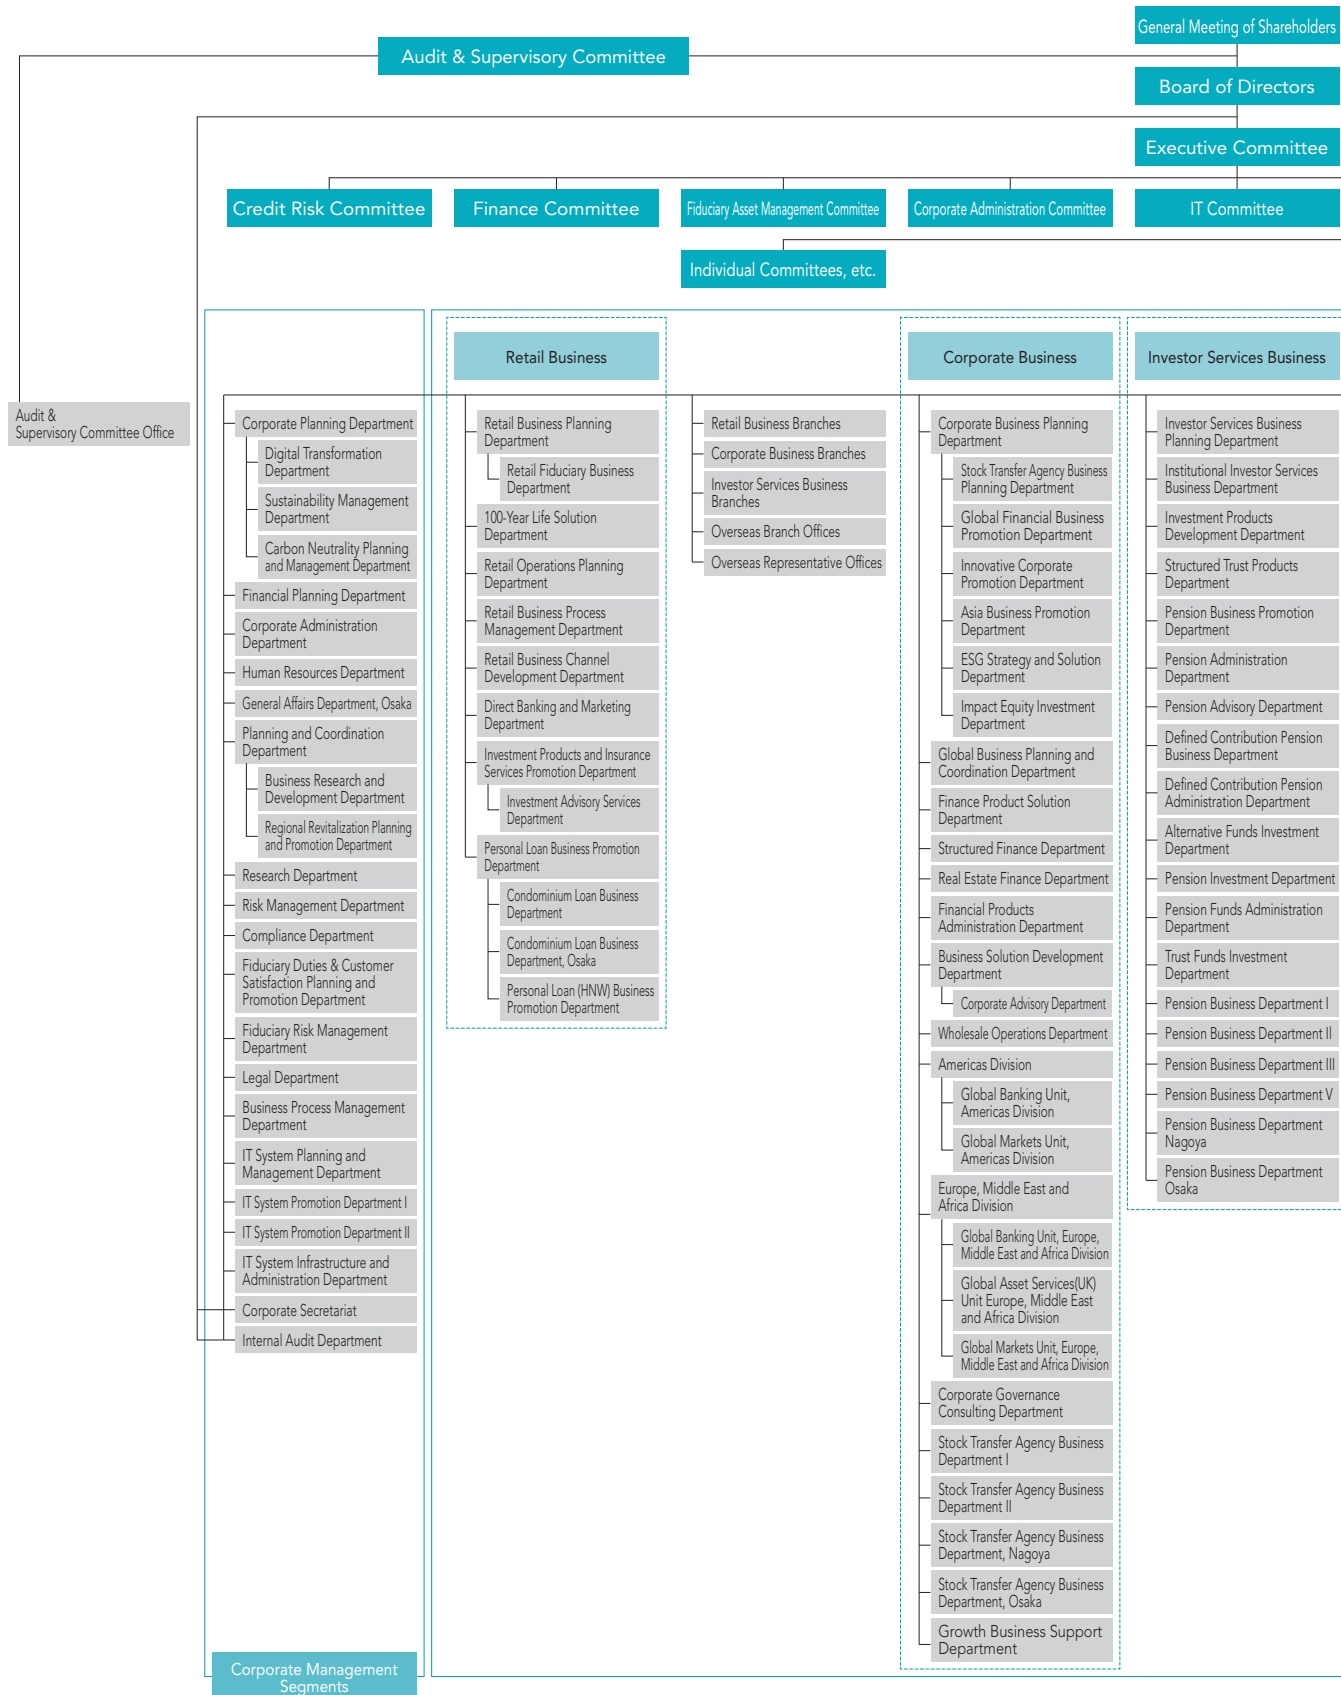 General Meeting of Shareholders
Audit & Supervisory Committee
Board of Directors
Executive Committee
Credit Risk Committee
Finance Committee
Fiduciary Asset Management Committee
Corporate Administration Committee
IT Committee
Individual Committees, etc.
Audit &
Supervisory Committee Office
Corporate Planning Department
Digital Transformation
Department
Sustainability Management
Department
Carbon Neutrality Planning
and Management Department
Financial Planning Department
Corporate Administration
Department
Human Resources Department
General Affairs Department, Osaka
Planning and Coordination
Department
Business Research and
Development Department
Regional Revitalization Planning
and Promotion Department
Research Department
Risk Management Department
Compliance Department
Fiduciary Duties & Customer
Satisfaction Planning and
Promotion Department
Fiduciary Risk Management
Department
Legal Department
Business Process Management
Department
IT System Planning and
Management Department
IT System Promotion Department I
IT System Promotion Department II
IT System Infrastructure and
Administration Department
Corporate Secretariat
Internal Audit Department
Corporate Management
Segments
Retail Business
Retail Business Planning
Department
Retail Fiduciary Business
Department
100-Year Life Solution
Department
Retail Operations Planning
Department
Retail Business Process
Management Department
Retail Business Channel
Development Department
Direct Banking and Marketing
Department
Investment Products and Insurance
Services Promotion Department
Investment Advisory Services
Department
Personal Loan Business Promotion
Department
Condominium Loan Business
Department
Condominium Loan Business
Department, Osaka
Personal Loan (HNW) Business
Promotion Department
Retail Business Branches
Corporate Business Branches
Investor Services Business
Branches
Overseas Branch Offices
Overseas Representative Offices
Corporate Business
Corporate Business Planning
Department
Stock Transfer Agency Business
Planning Department
Global Financial Business
Promotion Department
Innovative Corporate
Promotion Department
Asia Business Promotion
Department
ESG Strategy and Solution
Department
Impact Equity Investment
Department
Global Business Planning and
Coordination Department
Finance Product Solution
Department
Structured Finance Department
Real Estate Finance Department
Financial Products
Administration Department
Business Solution Development
Department
Corporate Advisory Department
Wholesale Operations Department
Americas Division
Global Banking Unit,
Americas Division
Global Markets Unit,
Americas Division
Europe, Middle East and
Africa Division
Global Banking Unit, Europe,
Middle East and Africa Division
Global Asset Services(UK)
Unit Europe, Middle East
and Africa Division
Global Markets Unit, Europe,
Middle East and Africa Division
Corporate Governance
Consulting Department
Stock Transfer Agency Business
Department I
Stock Transfer Agency Business
Department II
Stock Transfer Agency Business
Department, Nagoya
Stock Transfer Agency Business
Department, Osaka
Growth Business Support
Department
Investor Services Business
Investor Services Business
Planning Department
Institutional Investor Services
Business Department
Investment Products
Development Department
Structured Trust Products
Department
Pension Business Promotion
Department
Pension Administration
Department
Pension Advisory Department
Defined Contribution Pension
Business Department
Defined Contribution Pension
Administration Department
Alternative Funds Investment
Department
Pension Investment Department
Pension Funds Administration
Department
Trust Funds Investment
Department
Pension Business Department I
Pension Business Department II
Pension Business Department III
Pension Business Department V
Pension Business Department
Nagoya
Pension Business Department
Osaka